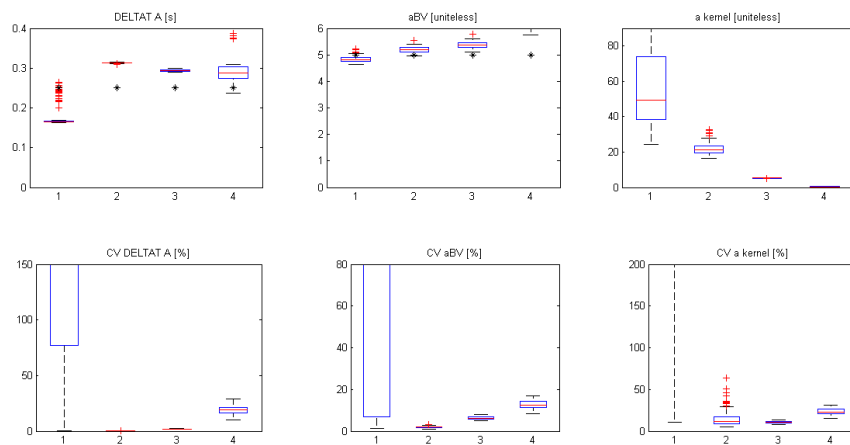 DELTAT A [s]
0.4
0.3
0.2
0.1
0
1 2 3 4
aBV [uniteless]
6
5
4
3
2
1
0
1 2 3 4
a kernel [uniteless]
80
60
40
20
0
1 2 3 4
CV DELTAT A [%]
150
100
50
0
1 2 3 4
CV aBV [%]
80
60
40
20
0
1 2 3 4
CV a kernel [%]
200
150
100
50
0
1 2 3 4